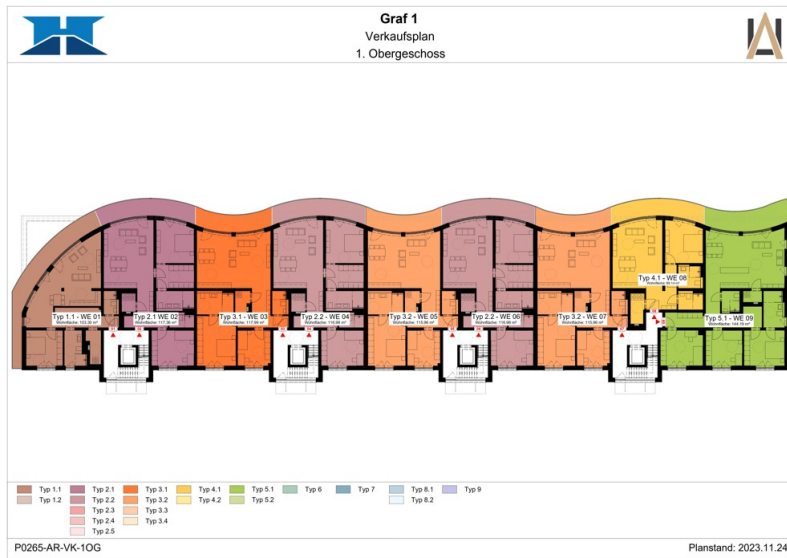 Graf 1
Verkaufsplan
1. Obergeschoss
Typ 4.1 - WE 08
Typ 1.1 - WE 01
Typ 2.1 WE 02
Typ 3.1 - WE 03
Typ 2.2 - WE 04
Typ 3.2 - WE 05
Typ 2.2 - WE 06
Typ 3.2 - WE 07
Typ 5.1 - WE 09
Typ 1.1 Typ 2.1 Typ 3.1 Typ 4.1 Typ 5.1 Typ 6 Typ 7 Typ 8.1 Typ 9
Typ 1.2 Typ 2.2 Typ 3.2 Typ 4.2 Typ 5.2 Typ 8.2
Typ 2.3 Typ 3.3
Typ 2.4 Typ 3.4
Typ 2.5
P0265-AR-VK-1OG Planstand: 2023.11.24